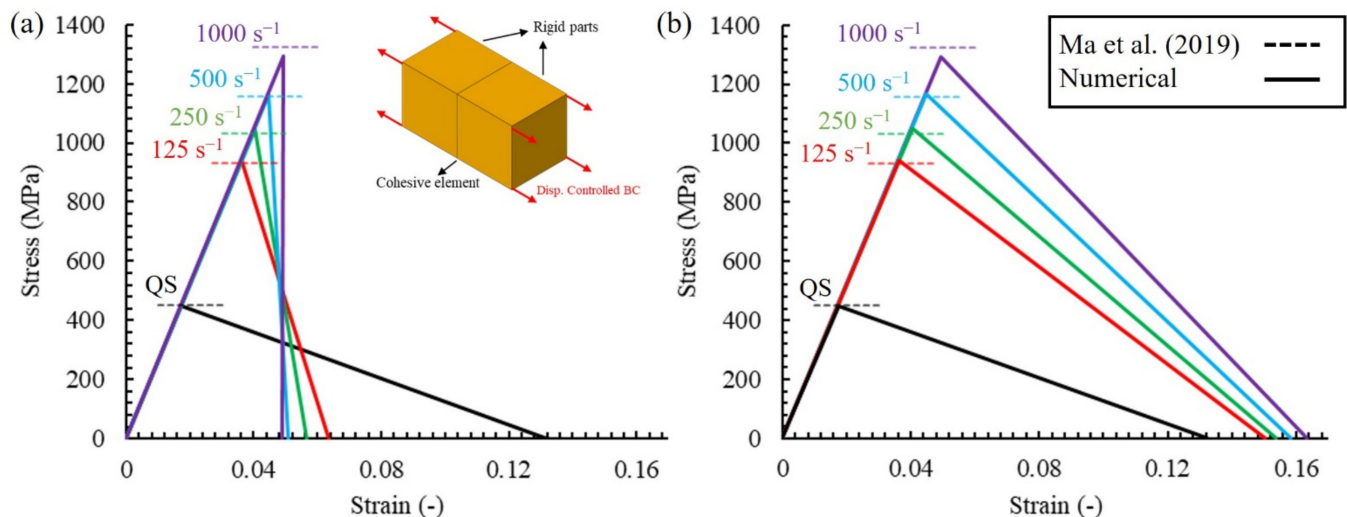 (a)
1400
1200
1000
800
600
400
200
0
Stress (MPa)
1000 s⁻¹
500 s⁻¹
250 s⁻¹
125 s⁻¹
QS
Rigid parts
Cohesive element
Disp. Controlled BC
0 0.04 0.08 0.12 0.16
Strain (-)
(b)
1400
1200
1000
800
600
400
200
0
Stress (MPa)
1000 s⁻¹
500 s⁻¹
250 s⁻¹
125 s⁻¹
QS
Ma et al. (2019)
Numerical
0 0.04 0.08 0.12 0.16
Strain (-)